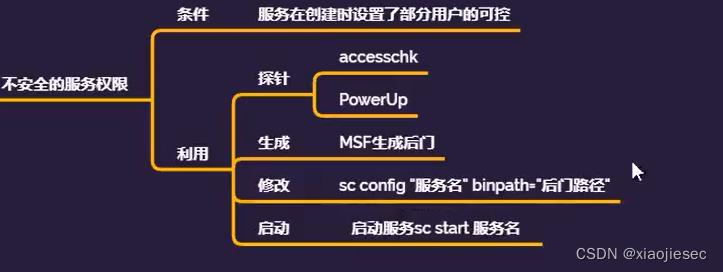 条件
服务在创建时设置了部分用户的可控
不安全的服务权限
利用
探针
accesschk
PowerUp
生成
MSF生成后门
修改
sc config "服务名" binpath="后门路径"
启动
启动服务sc start 服务名
CSDN @xiaojiesec